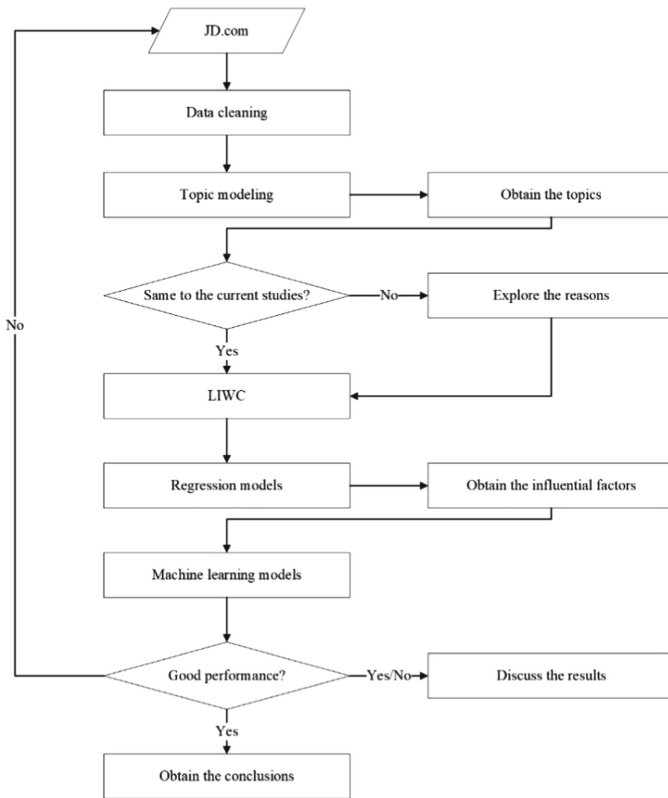 JD.com
Data cleaning
Topic modeling
Obtain the topics
Same to the current studies?
No
Explore the reasons
No
Yes
LIWC
Regression models
Obtain the influential factors
Machine learning models
Good performance?
Yes/No
Discuss the results
Yes
Obtain the conclusions